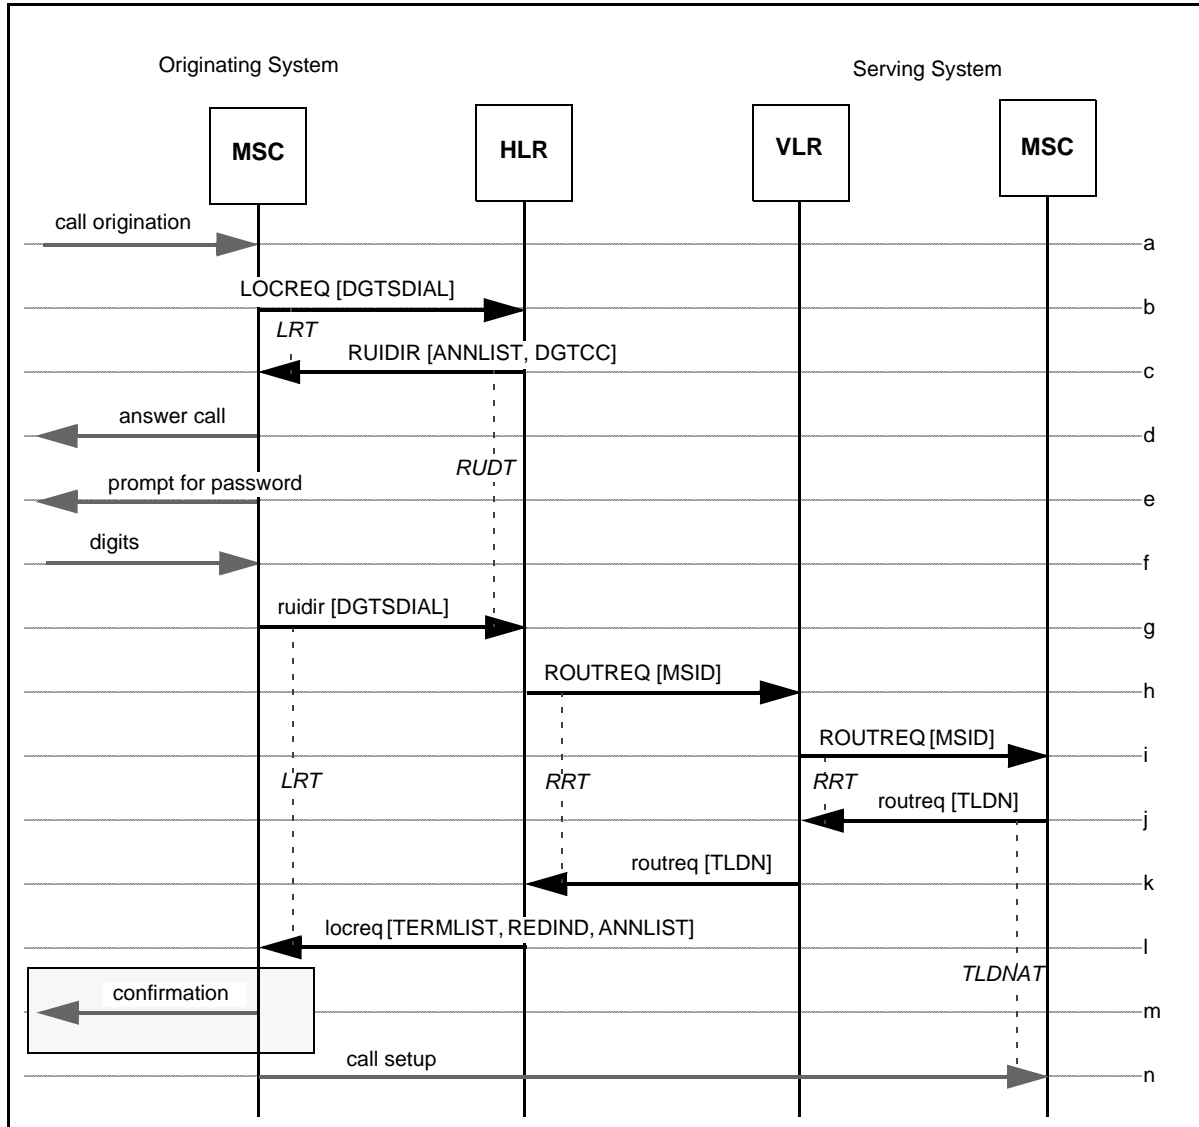 Originating System
Serving System
MSC
HLR
VLR
MSC
call origination
a
LOCREQ [DGTSDIAL]
b
LRT
RUIDIR [ANNLIST, DGTCC]
c
answer call
d
RUDT
prompt for password
e
digits
f
ruidir [DGTSDIAL]
g
ROUTREQ [MSID]
h
ROUTREQ [MSID]
i
LRT
RRT
RRT
routreq [TLDN]
j
routreq [TLDN]
k
locreq [TERMLIST, REDIND, ANNLIST]
l
TLDNAT
confirmation
m
call setup
n